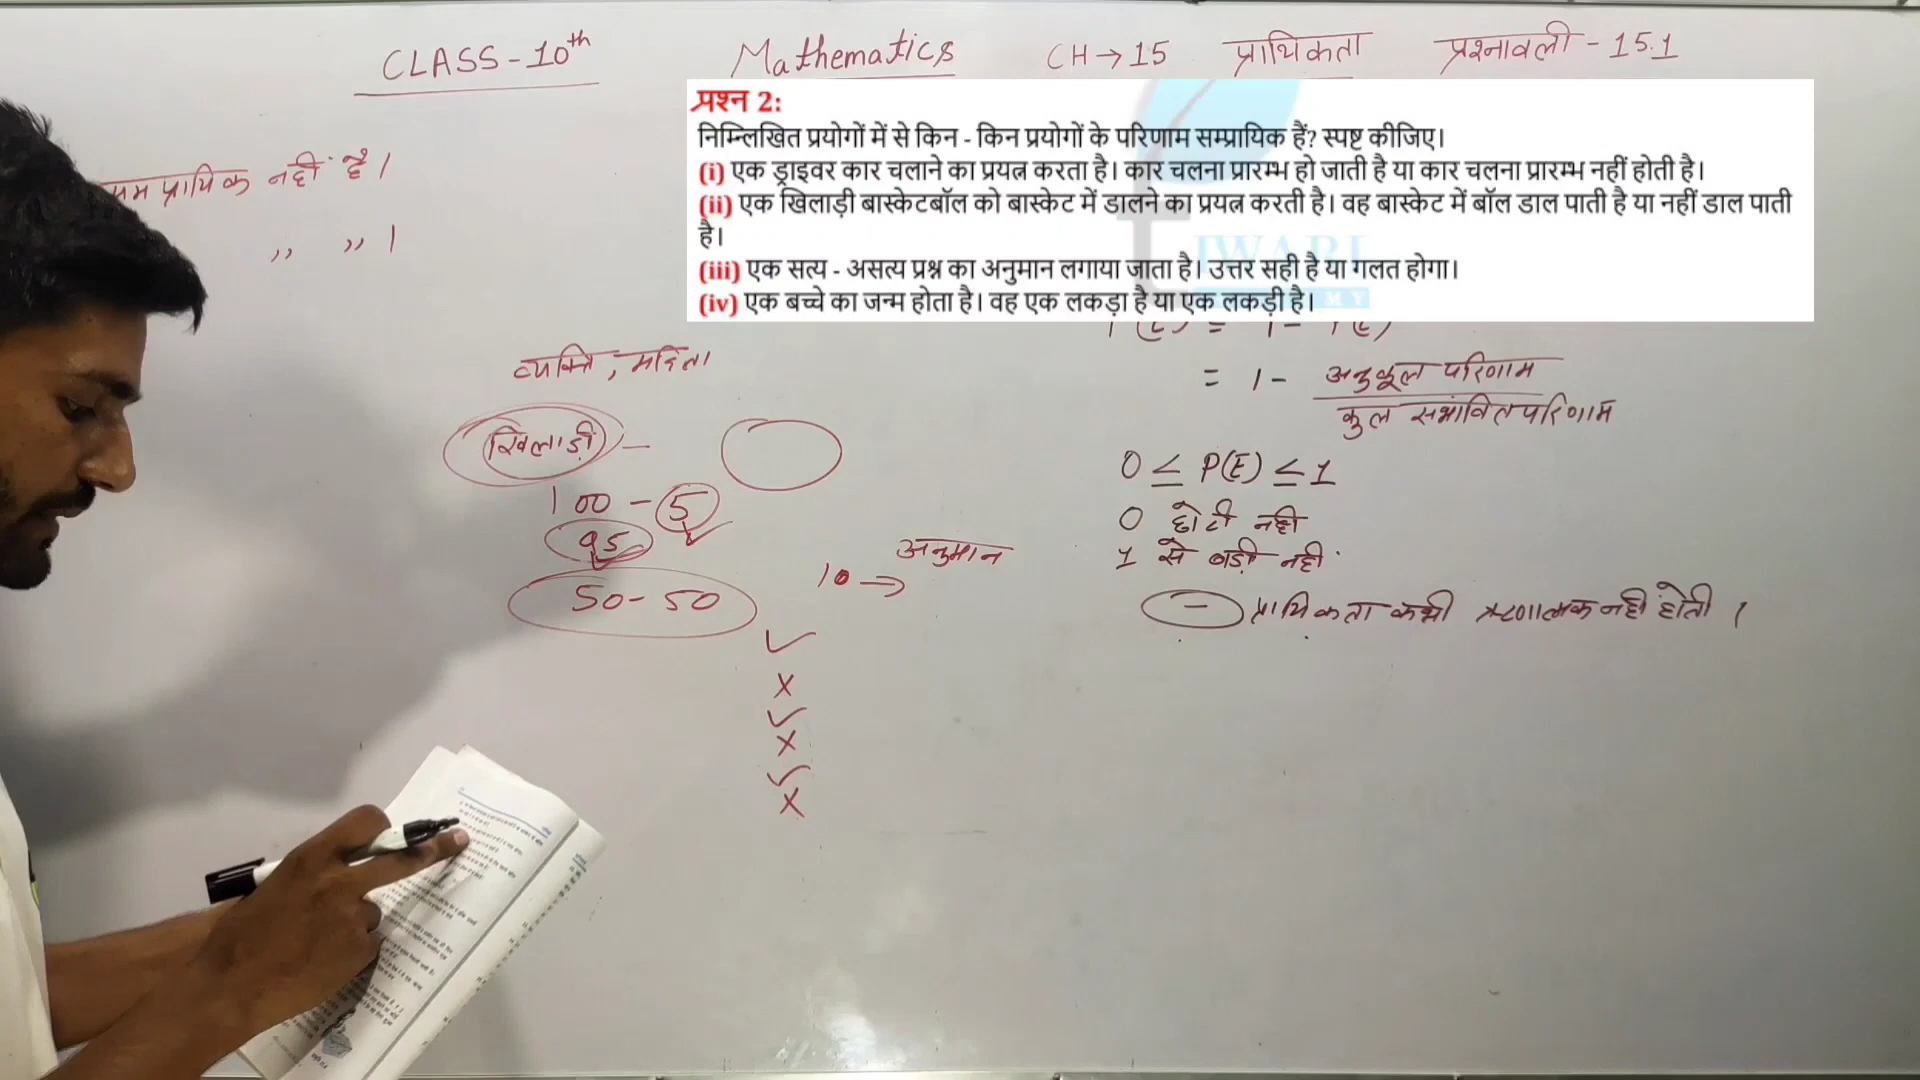 CLASS-10th Mathematics CH→15 प्रायिकता प्रश्नावली-15.1
प्रश्न 2:
निम्न्लिखित प्रयोगों में से किन - किन प्रयोगों के परिणाम सम्प्रायिक हैं? स्पष्ट कीजिए।
(i) एक ड्राइवर कार चलाने का प्रयत्न करता है। कार चलना प्रारम्भ हो जाती है या कार चलना प्रारम्भ नहीं होती है।
(ii) एक खिलाड़ी बास्केटबॉल को बास्केट में डालने का प्रयत्न करती है। वह बास्केट में बॉल डाल पाती है या नहीं डाल पाती
है।
(iii) एक सत्य - असत्य प्रश्न का अनुमान लगाया जाता है। उत्तर सही है या गलत होगा।
(iv) एक बच्चे का जन्म होता है। वह एक लकड़ा है या एक लकड़ी है।
सम प्रायिक नहीं है।
,, ,, ।
व्यक्ति, महिला
खिलाड़ी -
100 - 5
95
50-50
✓
×
✓
×
✓
×
10 → अनुमान
= 1 - अनुकूल परिणाम
कुल सम्भावित परिणाम
0 ≤ P(E) ≤ 1
0 छोटी नही
1 से बड़ी नही
- प्रायिकता कभी ऋणात्मक नही होती।